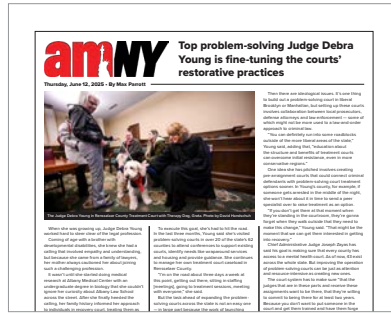 amNY
Top problem-solving Judge Debra
Young is fine-tuning the courts'
restorative practices
Thursday, June 12, 2025 • By Max Parrott
The Judge Debra Young in Rensselaer County Treatment Court with Therapy Dog, Greta. Photo by David Handschuh
When she was growing up, Judge Debra Young
worked hard to steer clear of the legal profession.
Coming of age with a brother with
developmental disabilities, she knew she had a
calling that involved empathy and understanding,
but because she came from a family of lawyers,
her mother always cautioned her about joining
such a challenging profession.
It wasn't until she started doing medical
research at Albany Medical Center with an
undergraduate degree in biology that she couldn't
ignore her curiosity about Albany Law School
across the street. After she finally heeded the
calling, her family history informed her approach
to individuals in recovery court, treating them as
To execute this goal, she's had to hit the road.
In the last three months, Young said she's visited
problem solving courts in over 20 of the state's 62
counties to attend conferences to support existing
courts, identify needs like wraparound services
and housing and provide guidance. She continues
to manage her own treatment court caseload in
Rensselaer County.
"I'm on the road about three days a week at
this point, getting out there, sitting in staffing
[meetings], going to treatment sessions, meeting
with everyone," she said.
But the task ahead of expanding the problem-
solving courts across the state is not an easy one
— in large part because the work of launching
Then there are ideological issues. It's one thing
to build out a problem-solving court in liberal
Brooklyn or Manhattan, but setting up those courts
involves collaboration between local prosecutors,
defense attorneys and law enforcement — some of
which might not be more used to a law-and-order
approach to criminal law.
"You can definitely run into some roadblocks
outside of the more liberal areas of the state,"
Young said, adding that, "education about
the structure and benefits of treatment courts
can overcome initial resistance, even in more
conservative regions."
One idea she has pitched involves creating
pre-arraignment courts that could connect criminal
defendants with problem-solving court treatment
options sooner. In Young's county, for example, if
someone gets arrested in the middle of the night,
she won't hear about it in time to send a peer
specialist over to raise treatment as an option.
"If you don't get them at that moment when
they're standing in the courtroom, they're gonna
forget when they walk outside that they need to
make this change," Young said. "That might be the
moment that we can get them interested in getting
into recovery."
Chief Administrative Judge Joseph Zayas has
said his goal is making sure that every county has
access to a mental health court. As of now, 43 exist
across the whole state. But improving the operation
of problem solving courts can be just as attentive
and resource intensive as creating new ones.
The court system has to make sure "that the
judges that are in these parts and receive these
assignments want to be there, that they're willing
to commit to being there for at least two years.
Because you don't want to put someone in the
court and get them trained and have them forge